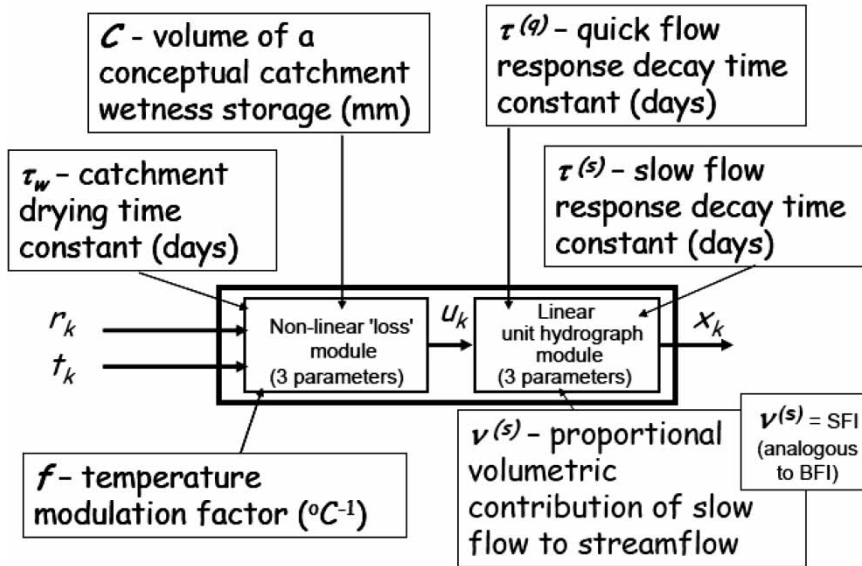 C – volume of a
conceptual catchment
wetness storage (mm)
τ(q) – quick flow
response decay time
constant (days)
τw – catchment
drying time
constant (days)
τ(s) – slow flow
response decay time
constant (days)
rk
tk
Non-linear 'loss'
module
(3 parameters)
uk
Linear
unit hydrograph
module
(3 parameters)
xk
f – temperature
modulation factor (oC-1)
ν(s) – proportional
volumetric
contribution of slow
flow to streamflow
ν(s) = SFI
(analogous
to BFI)